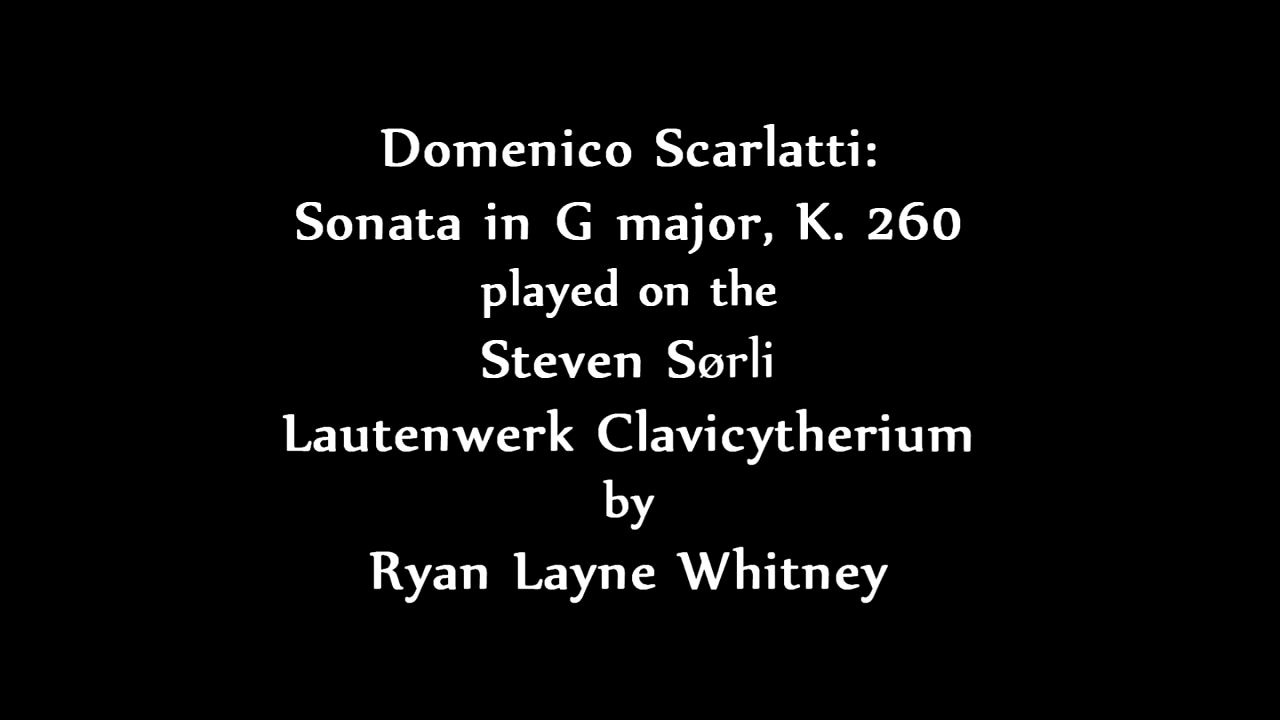 Domenico Scarlatti:
Sonata in G major, K. 260
played on the
Steven Sørli
Lautenwerk Clavicytherium
by
Ryan Layne Whitney